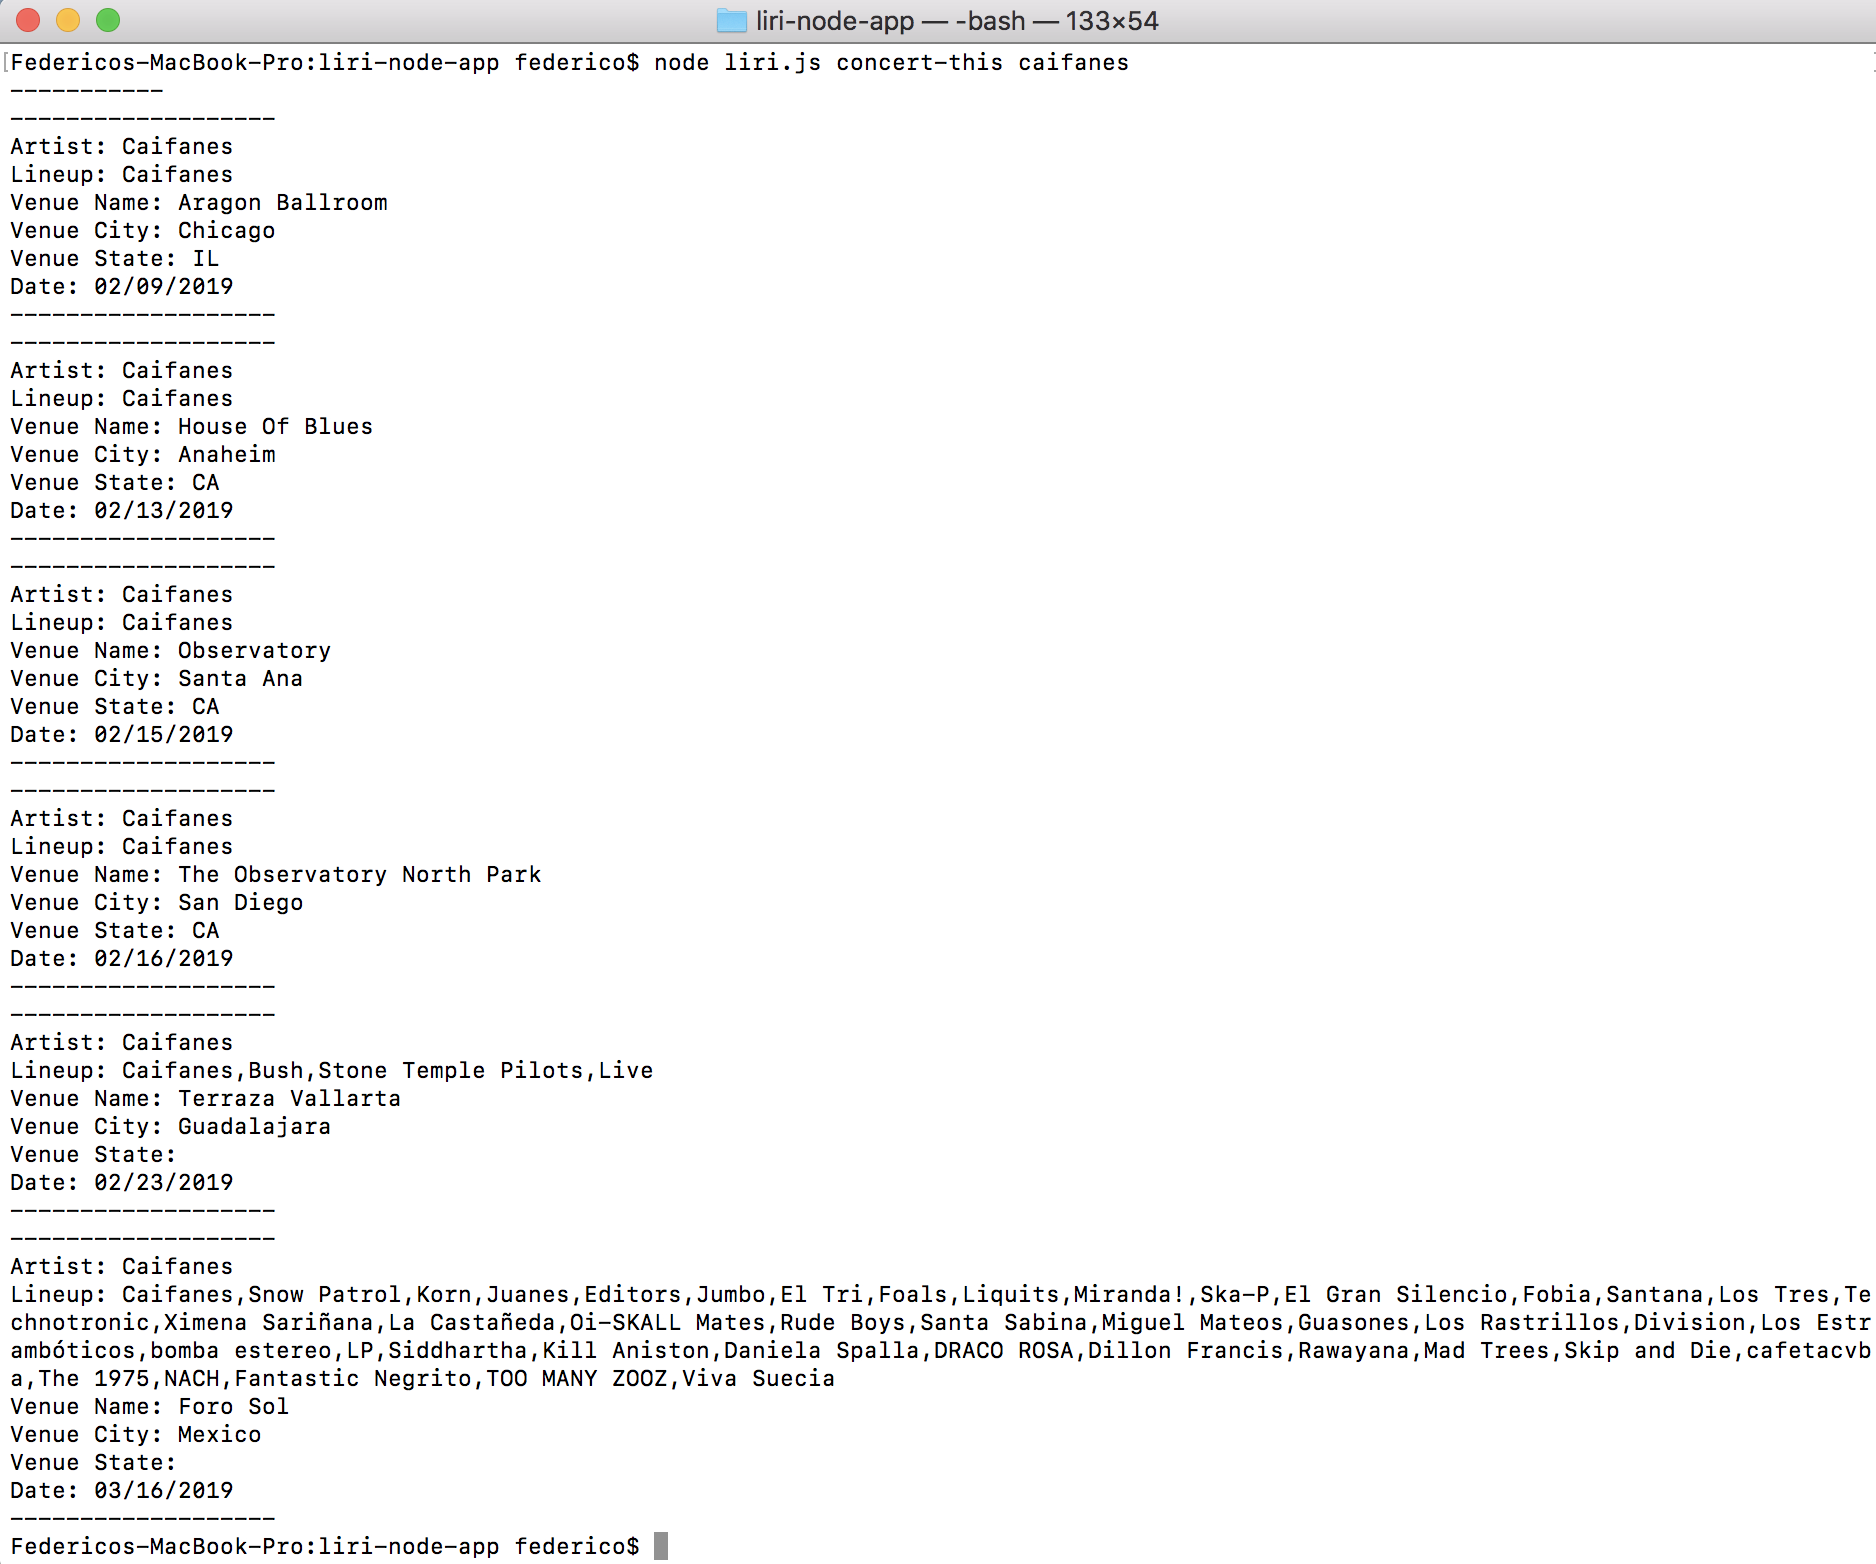 liri-node-app — -bash — 133×54
Federicos-MacBook-Pro:liri-node-app federico$ node liri.js concert-this caifanes
-----------
-------------------
Artist: Caifanes
Lineup: Caifanes
Venue Name: Aragon Ballroom
Venue City: Chicago
Venue State: IL
Date: 02/09/2019
-------------------
-------------------
Artist: Caifanes
Lineup: Caifanes
Venue Name: House Of Blues
Venue City: Anaheim
Venue State: CA
Date: 02/13/2019
-------------------
-------------------
Artist: Caifanes
Lineup: Caifanes
Venue Name: Observatory
Venue City: Santa Ana
Venue State: CA
Date: 02/15/2019
-------------------
-------------------
Artist: Caifanes
Lineup: Caifanes
Venue Name: The Observatory North Park
Venue City: San Diego
Venue State: CA
Date: 02/16/2019
-------------------
-------------------
Artist: Caifanes
Lineup: Caifanes,Bush,Stone Temple Pilots,Live
Venue Name: Terraza Vallarta
Venue City: Guadalajara
Venue State:
Date: 02/23/2019
-------------------
-------------------
Artist: Caifanes
Lineup: Caifanes,Snow Patrol,Korn,Juanes,Editors,Jumbo,El Tri,Foals,Liquits,Miranda!,Ska-P,El Gran Silencio,Fobia,Santana,Los Tres,Te
chnotronic,Ximena Sariñana,La Castañeda,Oi-SKALL Mates,Rude Boys,Santa Sabina,Miguel Mateos,Guasones,Los Rastrillos,Division,Los Estr
ambóticos,bomba estereo,LP,Siddhartha,Kill Aniston,Daniela Spalla,DRACO ROSA,Dillon Francis,Rawayana,Mad Trees,Skip and Die,cafetacvb
a,The 1975,NACH,Fantastic Negrito,TOO MANY ZOOZ,Viva Suecia
Venue Name: Foro Sol
Venue City: Mexico
Venue State:
Date: 03/16/2019
-------------------
Federicos-MacBook-Pro:liri-node-app federico$